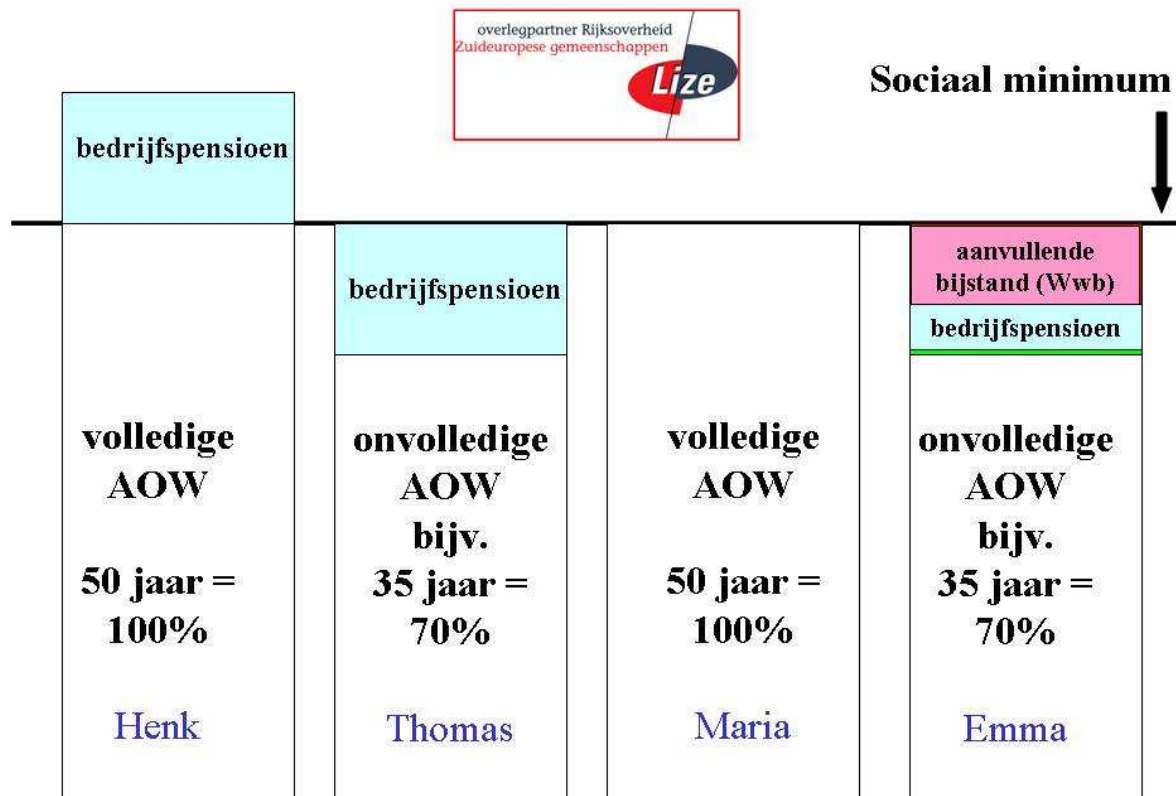 overlegpartner Rijksoverheid
Zuideuropese gemeenschappen
Lize
Sociaal minimum
bedrijfspensioen
volledige
AOW
50 jaar =
100%
Henk
bedrijfspensioen
onvolledige
AOW
bijv.
35 jaar =
70%
Thomas
volledige
AOW
50 jaar =
100%
Maria
aanvullende
bijstand (Wwb)
bedrijfspensioen
onvolledige
AOW
bijv.
35 jaar =
70%
Emma